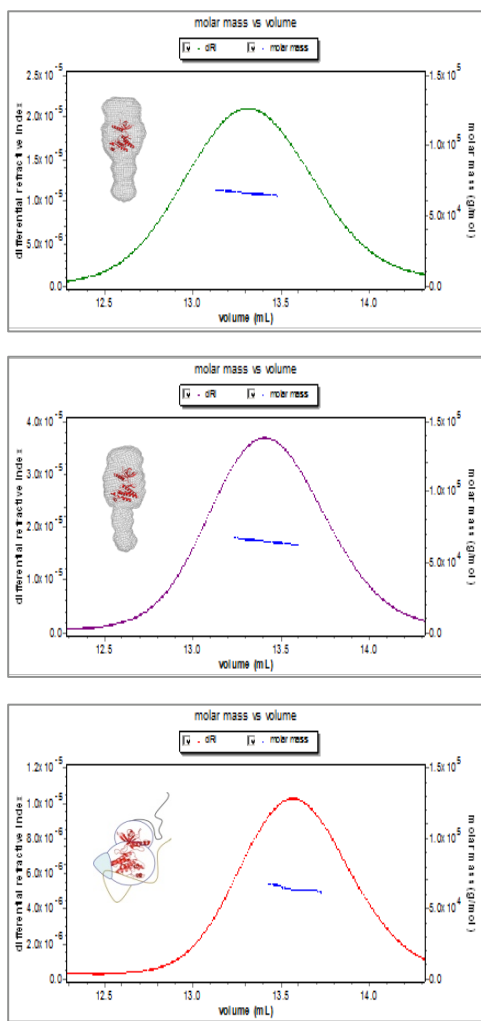 molar mass vs volume
dRI molar mass
differential refractive index
2.5x10⁻⁵
2.0x10⁻⁵
1.5x10⁻⁵
1.0x10⁻⁵
5.0x10⁻⁶
0.0
1.5x10⁵
1.0x10⁵
5.0x10⁴
0.0
molar mass (g/mol)
12.5 13.0 13.5 14.0
volume (mL)
molar mass vs volume
dRI molar mass
differential refractive index
4.0x10⁻⁵
3.0x10⁻⁵
2.0x10⁻⁵
1.0x10⁻⁵
0.0
1.5x10⁵
1.0x10⁵
5.0x10⁴
0.0
molar mass (g/mol)
12.5 13.0 13.5 14.0
volume (mL)
molar mass vs volume
dRI molar mass
differential refractive index
1.2x10⁻⁵
1.0x10⁻⁵
8.0x10⁻⁶
6.0x10⁻⁶
4.0x10⁻⁶
2.0x10⁻⁶
0.0
1.5x10⁵
1.0x10⁵
5.0x10⁴
0.0
molar mass (g/mol)
12.5 13.0 13.5 14.0
volume (mL)